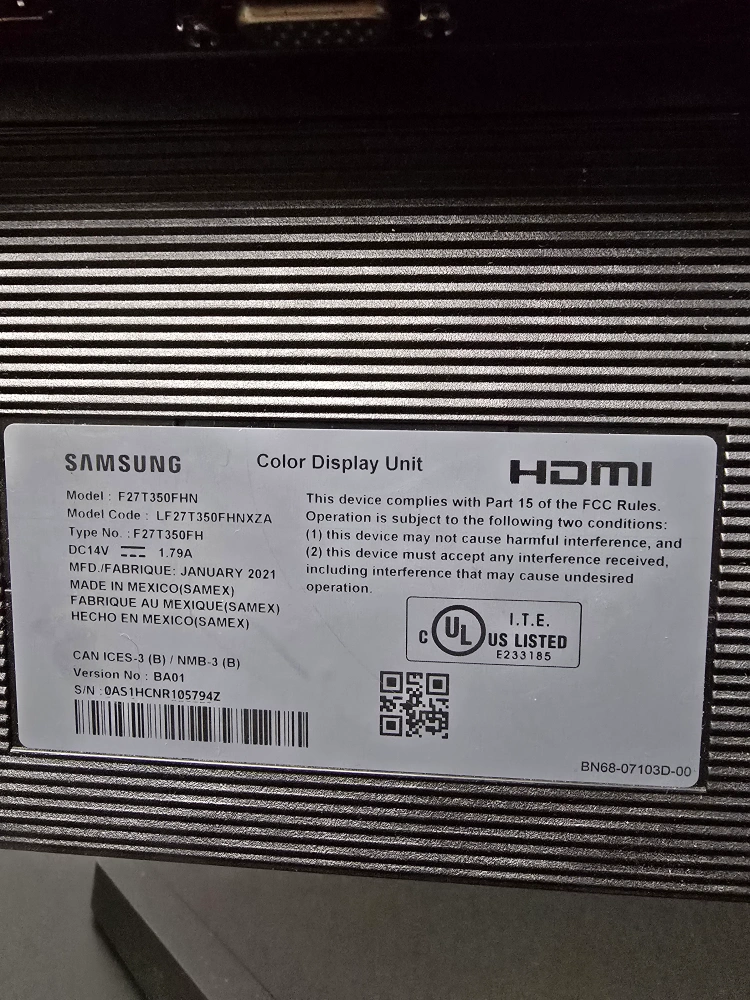 SAMSUNG
Color Display Unit
HDMI
Model : F27T350FHN
Model Code : LF27T350FHNXZA
Type No. : F27T350FH
DC14V 1.79A
MFD./FABRIQUE: JANUARY 2021
MADE IN MEXICO(SAMEX)
FABRIQUE AU MEXIQUE(SAMEX)
HECHO EN MEXICO(SAMEX)
CAN ICES-3 (B) / NMB-3 (B)
Version No : BA01
S/N : 0AS1HCNR105794Z
This device complies with Part 15 of the FCC Rules.
Operation is subject to the following two conditions:
(1) this device may not cause harmful interference, and
(2) this device must accept any interference received,
including interference that may cause undesired
operation.
C UL US LISTED
I.T.E.
E233185
BN68-07103D-00